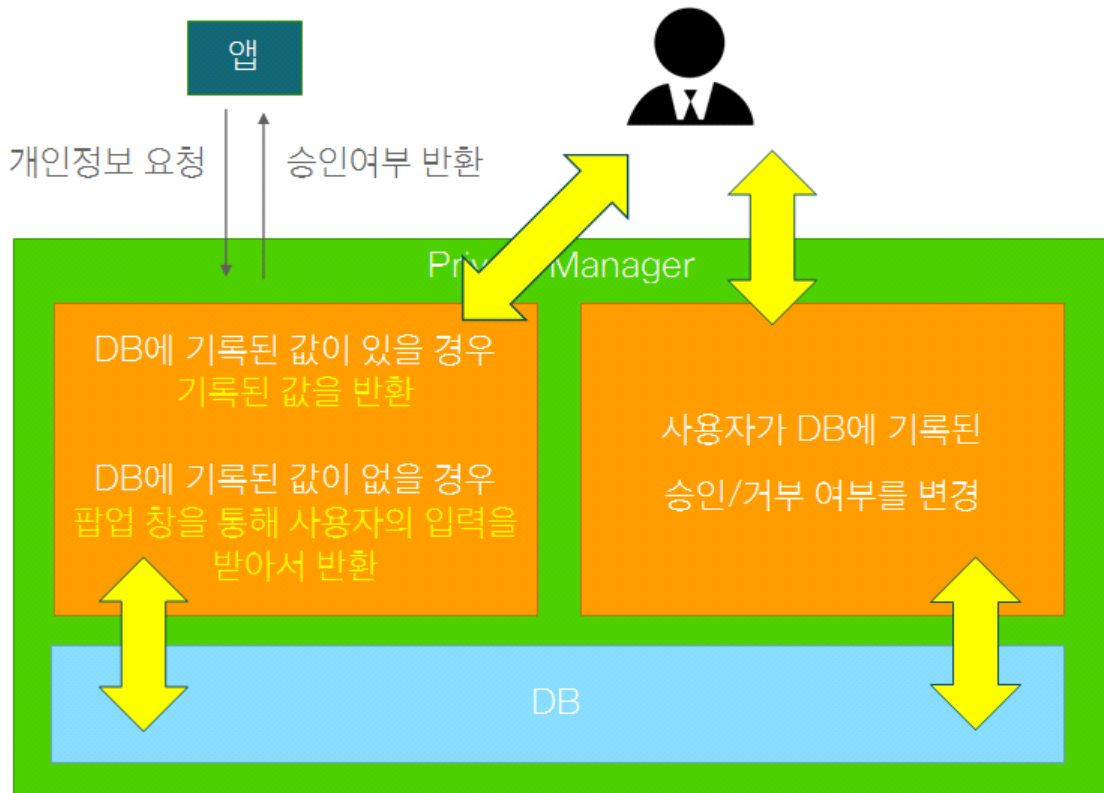 앱
개인정보 요청
승인여부 반환
Manager
DB에 기록된 값이 있을 경우
기록된 값을 반환
DB에 기록된 값이 없을 경우
팝업 창을 통해 사용자의 입력을
받아서 반환
사용자가 DB에 기록된
승인/거부 여부를 변경
DB